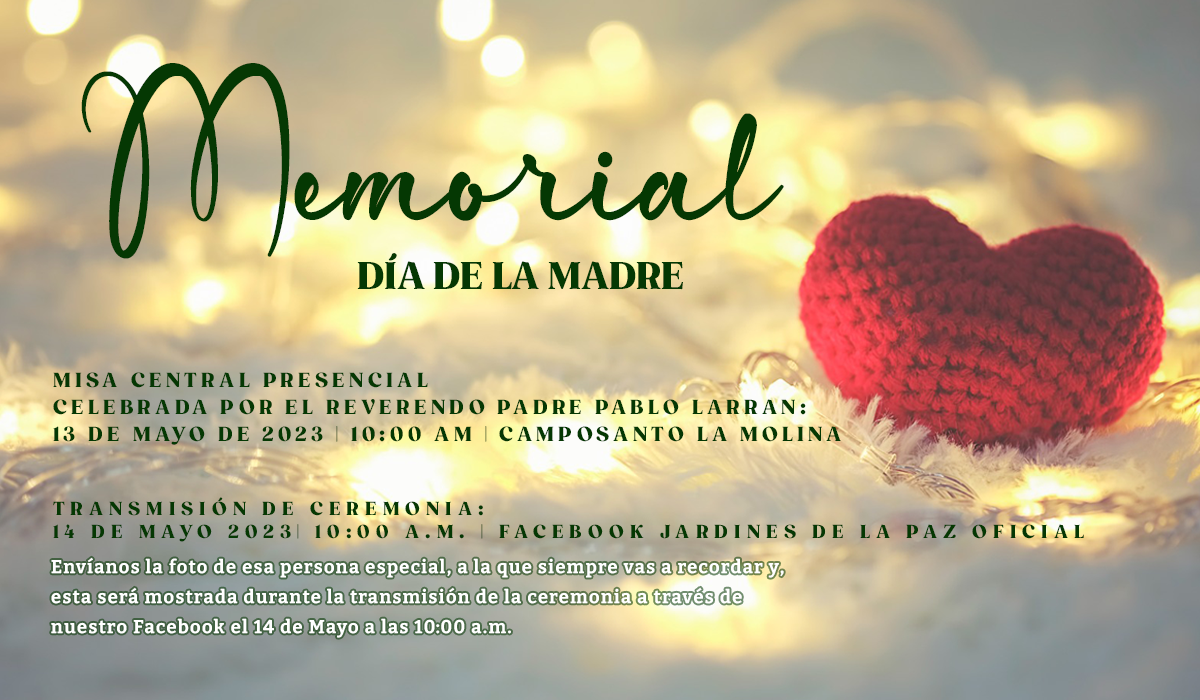 Memorial
DÍA DE LA MADRE
MISA CENTRAL PRESENCIAL
CELEBRADA POR EL REVERENDO PADRE PABLO LARRAN:
13 DE MAYO DE 2023 | 10:00 AM | CAMPOSANTO LA MOLINA
TRANSMISIÓN DE CEREMONIA:
14 DE MAYO 2023| 10:00 A.M. | FACEBOOK JARDINES DE LA PAZ OFICIAL
Envíanos la foto de esa persona especial, a la que siempre vas a recordar y,
esta será mostrada durante la transmisión de la ceremonia a través de
nuestro Facebook el 14 de Mayo a las 10:00 a.m.